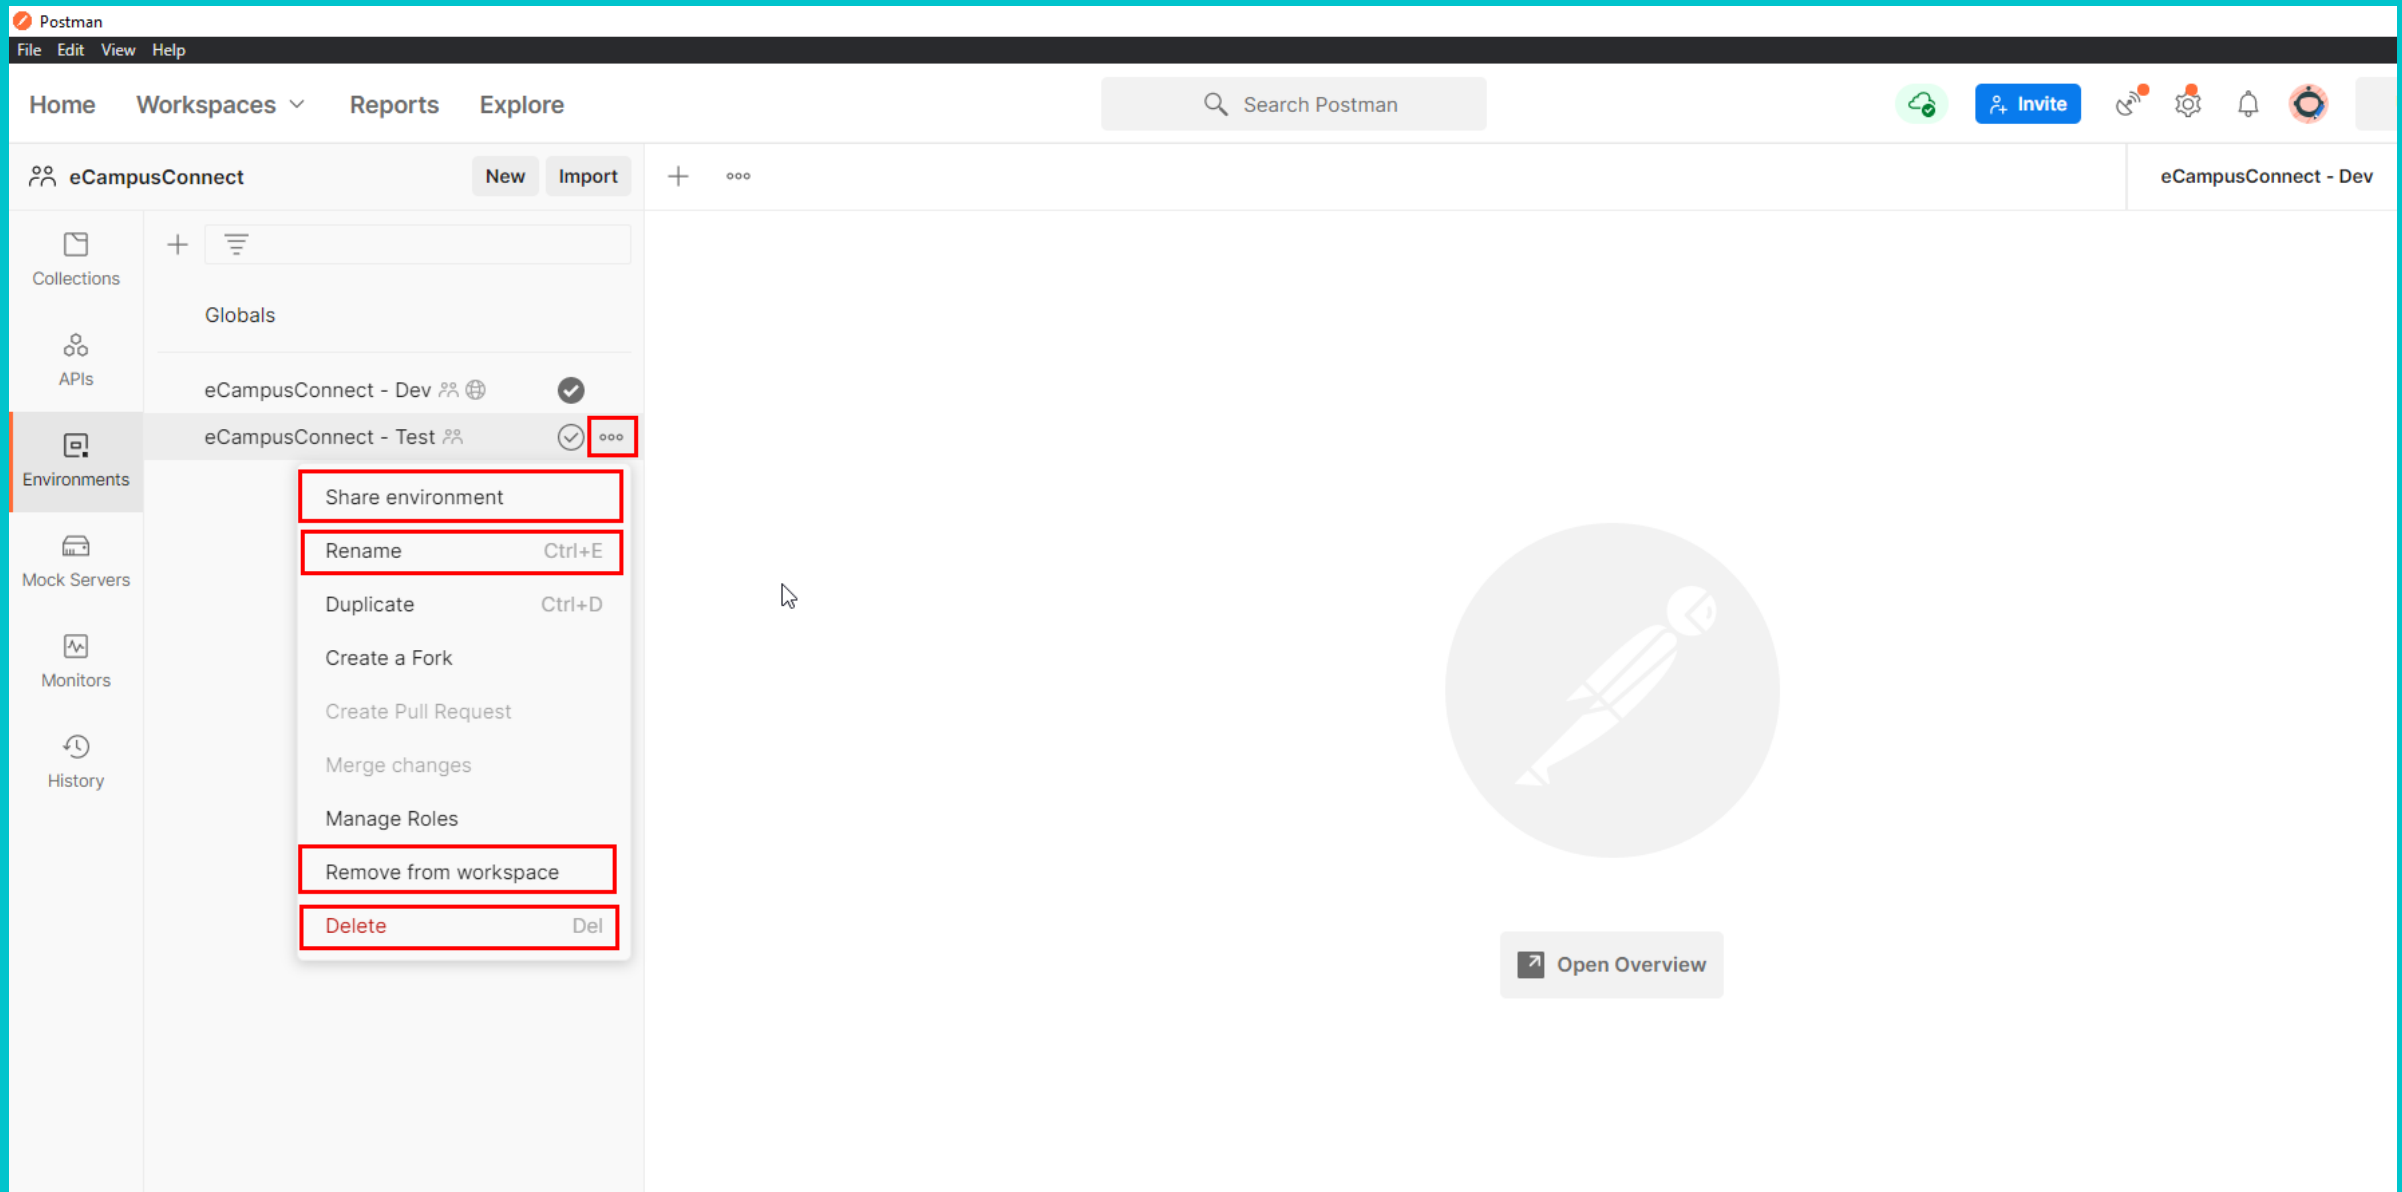 Postman
File Edit View Help
Home Workspaces Reports Explore Search Postman Invite
eCampusConnect New Import eCampusConnect - Dev
Collections
Globals
APIs
eCampusConnect - Dev
eCampusConnect - Test
Environments
Share environment
Rename Ctrl+E
Mock Servers
Duplicate Ctrl+D
Create a Fork
Monitors
Create Pull Request
Merge changes
History
Manage Roles
Remove from workspace
Delete Del
Open Overview